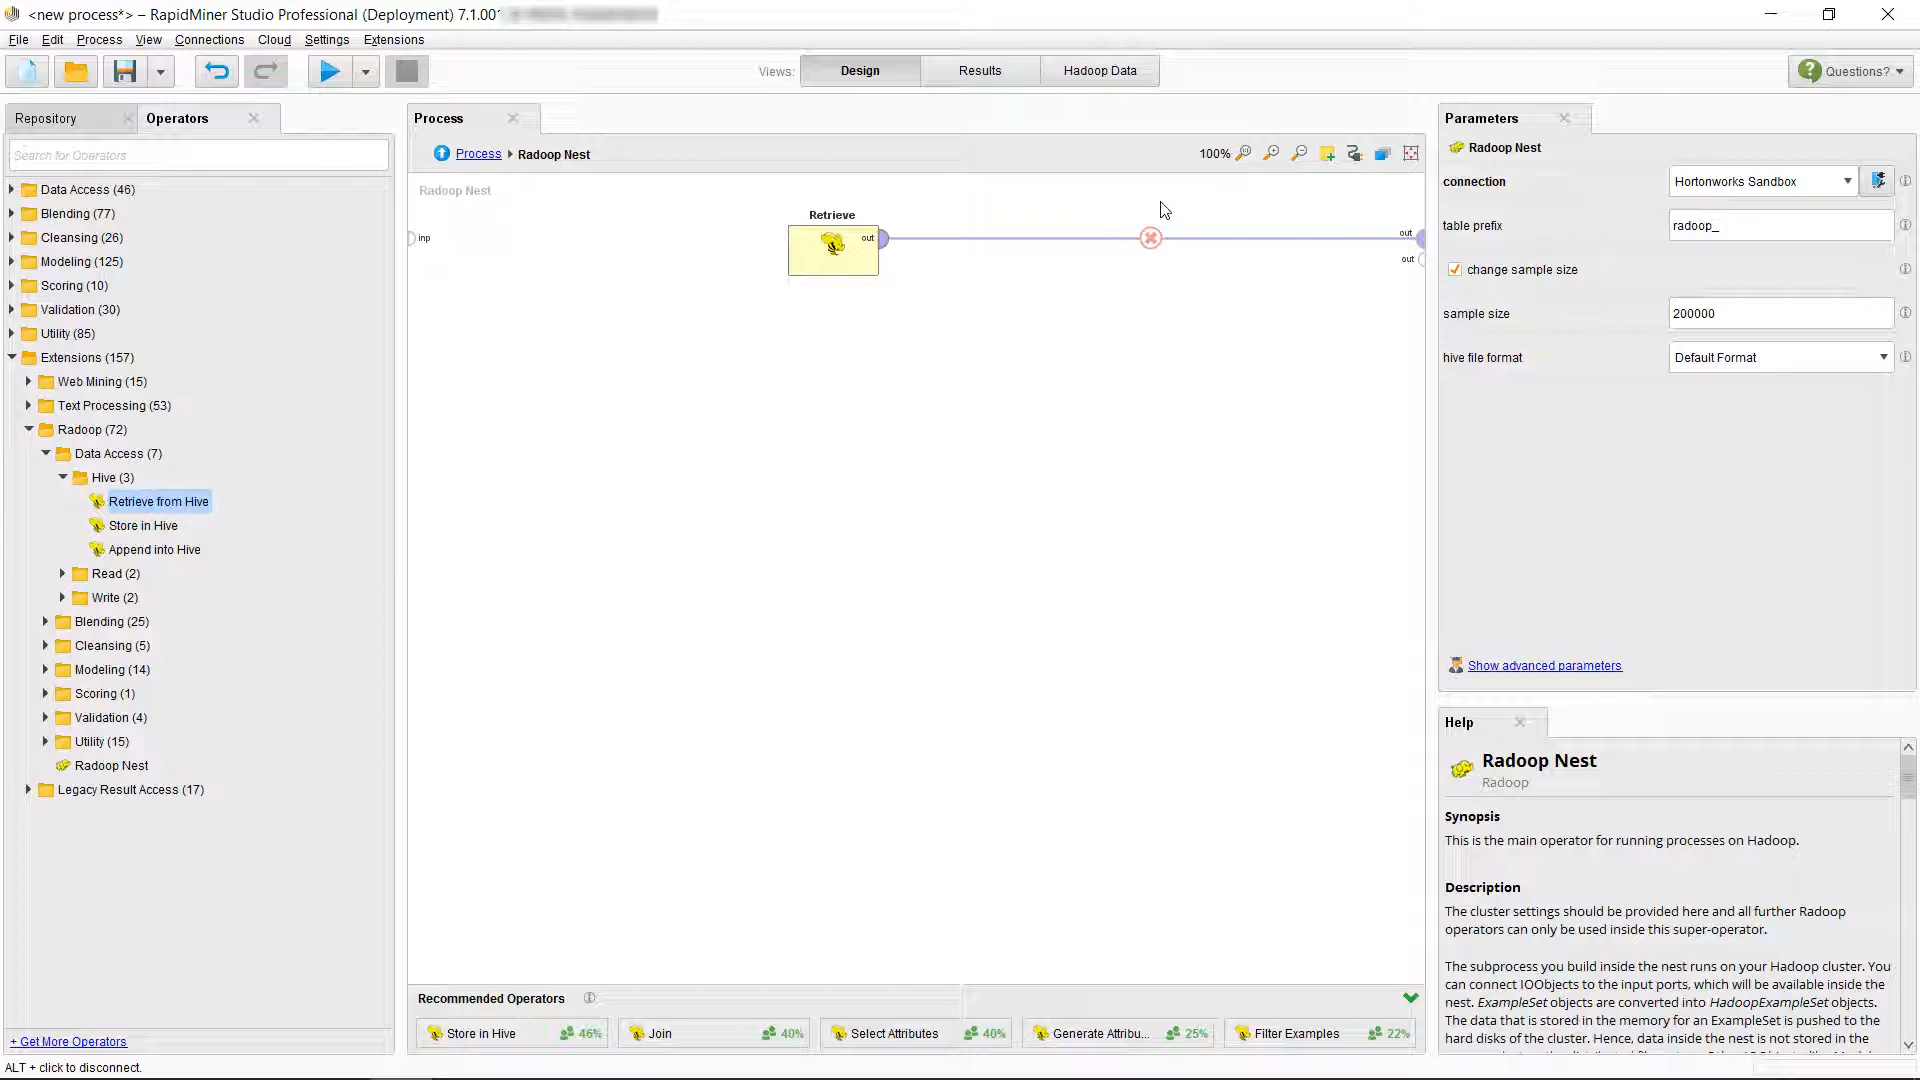 <new process*> – RapidMiner Studio Professional (Deployment) 7.1.001
File Edit Process View Connections Cloud Settings Extensions
Views: Design Results Hadoop Data Questions?
Repository Operators
Search for Operators
Data Access (46)
Blending (77)
Cleansing (26)
Modeling (125)
Scoring (10)
Validation (30)
Utility (85)
Extensions (157)
Web Mining (15)
Text Processing (53)
Radoop (72)
Data Access (7)
Hive (3)
Retrieve from Hive
Store in Hive
Append into Hive
Read (2)
Write (2)
Blending (25)
Cleansing (5)
Modeling (14)
Scoring (1)
Validation (4)
Utility (15)
Radoop Nest
Legacy Result Access (17)
+ Get More Operators
ALT + click to disconnect.
Process
Process Radoop Nest 100%
Radoop Nest
Retrieve
inp out out
out
Recommended Operators
Store in Hive 46% Join 40% Select Attributes 40% Generate Attribu... 25% Filter Examples 22%
Parameters
Radoop Nest
connection Hortonworks Sandbox
table prefix radoop_
change sample size
sample size 200000
hive file format Default Format
Show advanced parameters
Help
Radoop Nest
Radoop
Synopsis
This is the main operator for running processes on Hadoop.
Description
The cluster settings should be provided here and all further Radoop
operators can only be used inside this super-operator.
The subprocess you build inside the nest runs on your Hadoop cluster. You
can connect IOObjects to the input ports, which will be available inside the
nest. ExampleSet objects are converted into HadoopExampleSet objects.
The data that is stored in the memory for an ExampleSet is pushed to the
hard disks of the cluster. Hence, data inside the nest is not stored in the